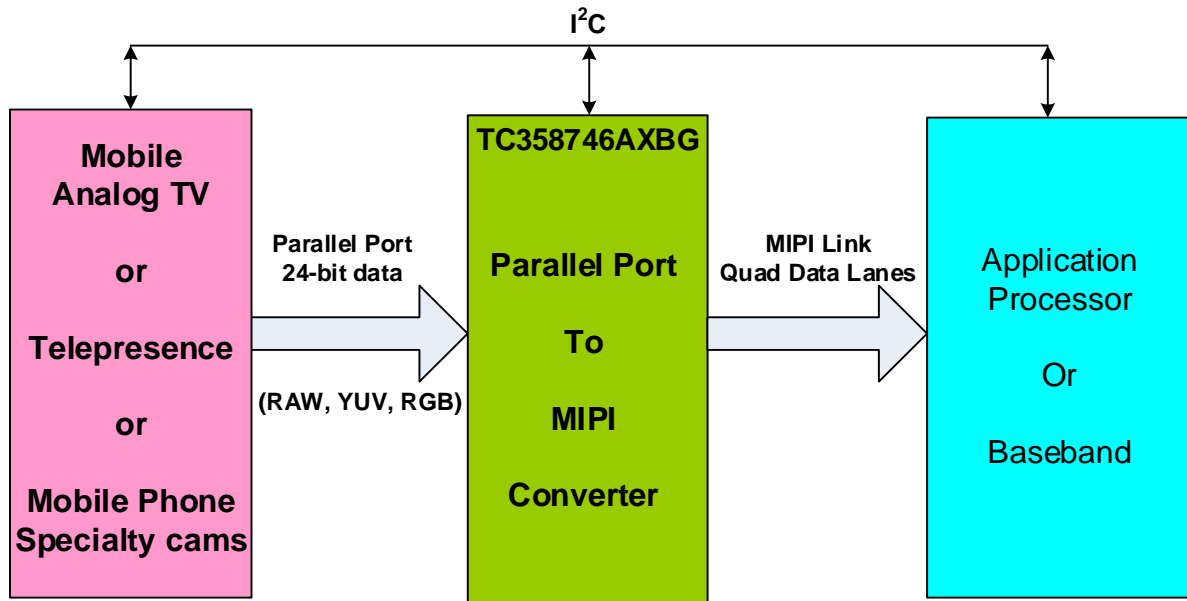 I²C
Mobile
Analog TV
or
Telepresence
or
Mobile Phone
Specialty cams
Parallel Port
24-bit data
(RAW, YUV, RGB)
TC358746AXBG
Parallel Port
To
MIPI
Converter
MIPI Link
Quad Data Lanes
Application
Processor
Or
Baseband